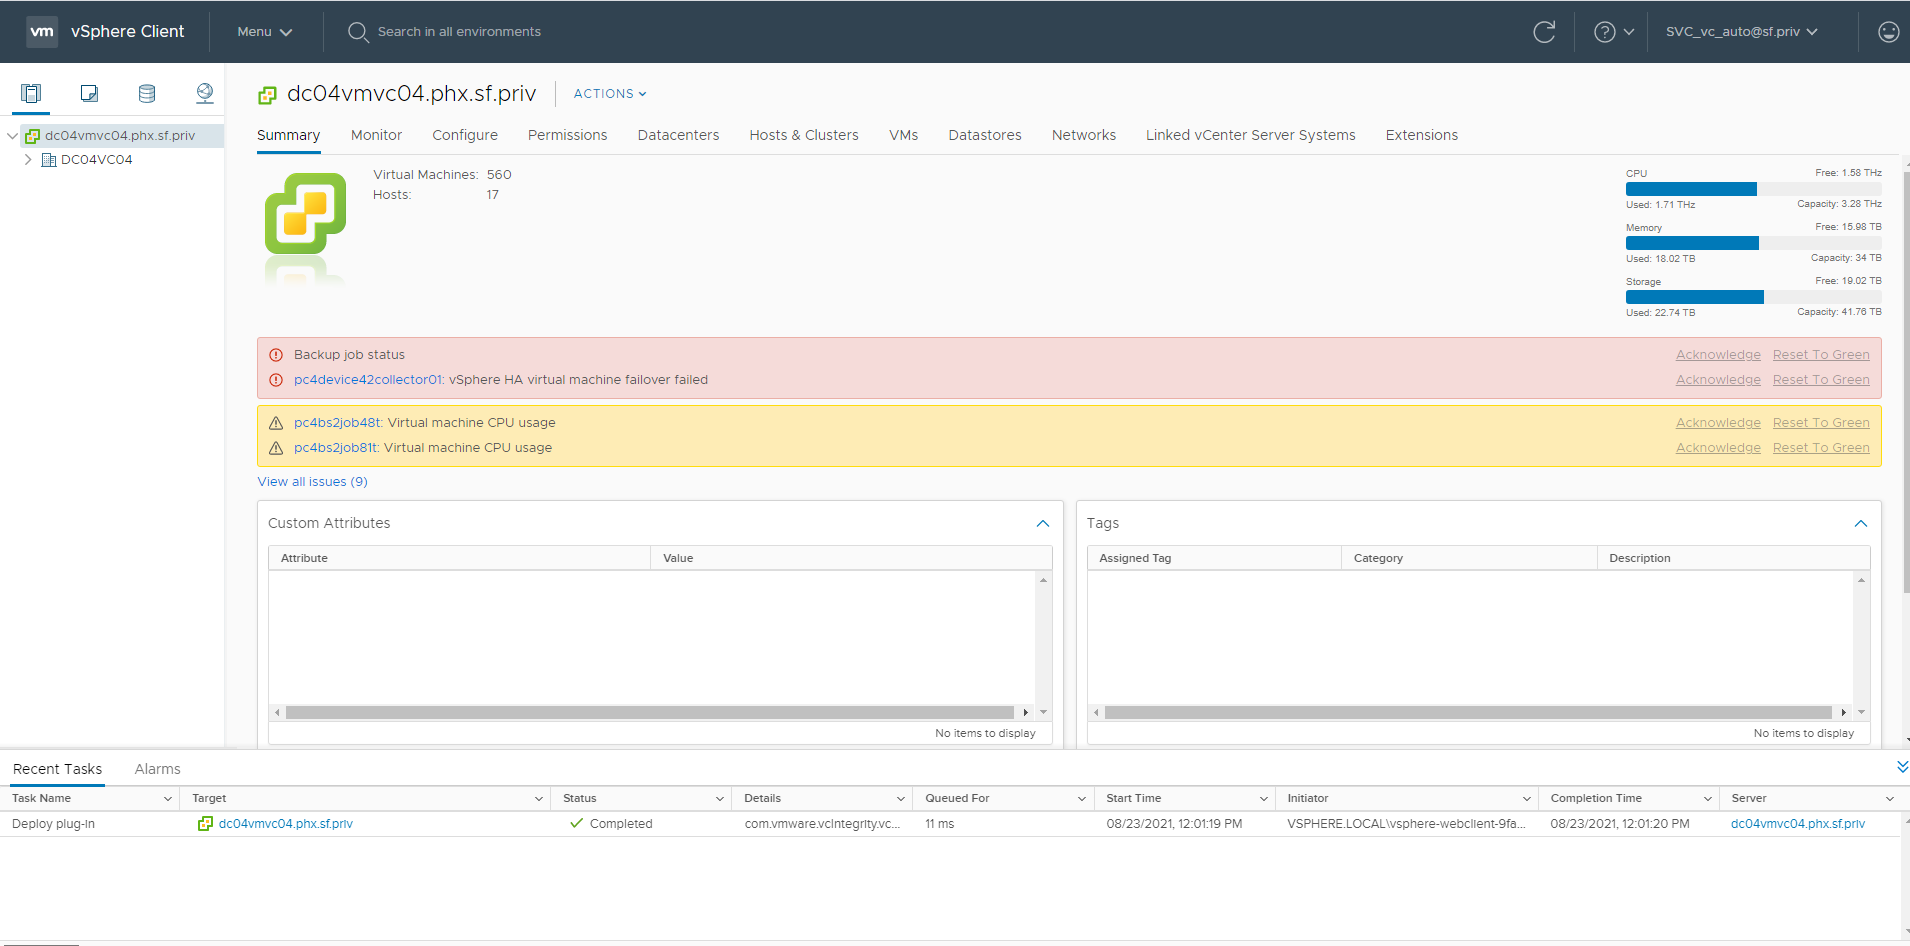 vm vSphere Client Menu Search in all environments ? SVC_vc_auto@sf.priv
dc04vmvc04.phx.sf.priv
DC04VC04
dc04vmvc04.phx.sf.priv ACTIONS
Summary Monitor Configure Permissions Datacenters Hosts & Clusters VMs Datastores Networks Linked vCenter Server Systems Extensions
Virtual Machines: 560
Hosts: 17
CPU Free: 1.58 THz
Used: 1.71 THz Capacity: 3.28 THz
Memory Free: 15.98 TB
Used: 18.02 TB Capacity: 34 TB
Storage Free: 19.02 TB
Used: 22.74 TB Capacity: 41.76 TB
Backup job status Acknowledge Reset To Green
pc4device42collector01: vSphere HA virtual machine failover failed Acknowledge Reset To Green
pc4bs2job48t: Virtual machine CPU usage Acknowledge Reset To Green
pc4bs2job81t: Virtual machine CPU usage Acknowledge Reset To Green
View all issues (9)
Custom Attributes
Attribute Value
No items to display
Tags
Assigned Tag Category Description
No items to display
Recent Tasks Alarms
Task Name Target Status Details Queued For Start Time Initiator Completion Time Server
Deploy plug-in dc04vmvc04.phx.sf.priv Completed com.vmware.vcIntegrity.vc... 11 ms 08/23/2021, 12:01:19 PM VSPHERE.LOCAL\vsphere-webclient-9fa... 08/23/2021, 12:01:20 PM dc04vmvc04.phx.sf.priv